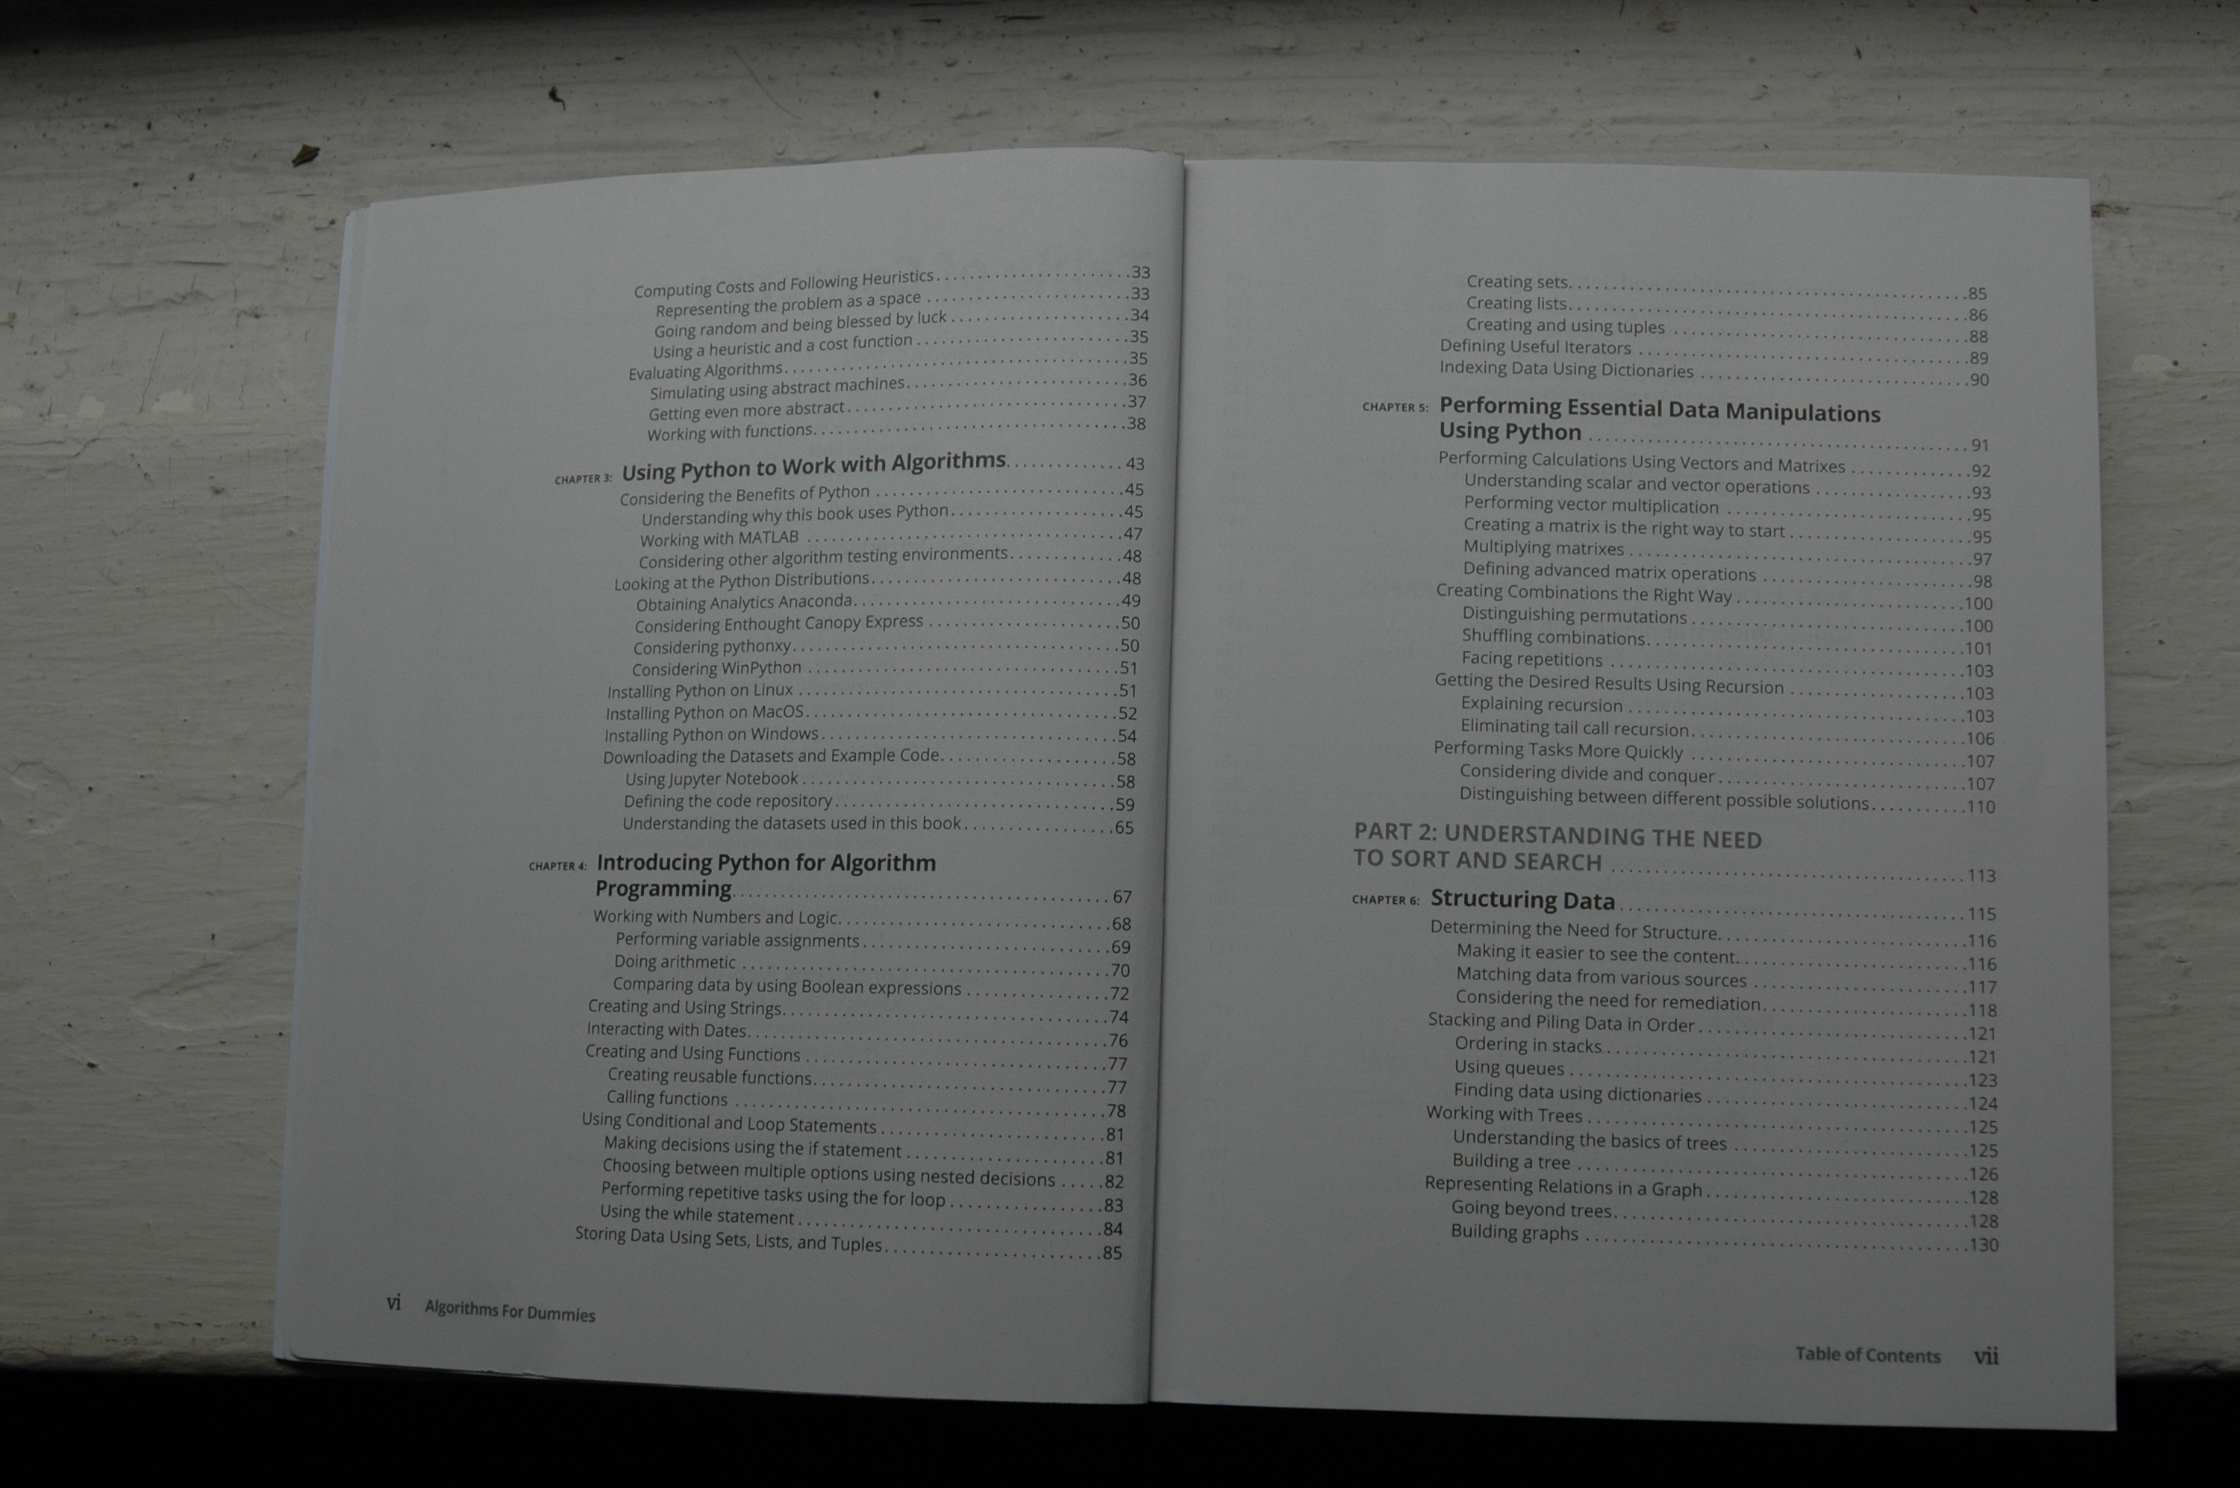 Computing Costs and Following Heuristics. . . . . . . . . . . . . . . . . . . . . . . .33
Representing the problem as a space . . . . . . . . . . . . . . . . . . . . . . . . .33
Going random and being blessed by luck . . . . . . . . . . . . . . . . . . . . . .34
Using a heuristic and a cost function . . . . . . . . . . . . . . . . . . . . . . . . . .35
Evaluating Algorithms. . . . . . . . . . . . . . . . . . . . . . . . . . . . . . . . . . . . . . . . . .35
Simulating using abstract machines. . . . . . . . . . . . . . . . . . . . . . . . . . .36
Getting even more abstract. . . . . . . . . . . . . . . . . . . . . . . . . . . . . . . . . .37
Working with functions. . . . . . . . . . . . . . . . . . . . . . . . . . . . . . . . . . . . . .38
CHAPTER 3: Using Python to Work with Algorithms. . . . . . . . . . . . . . 43
Considering the Benefits of Python . . . . . . . . . . . . . . . . . . . . . . . . . . . . . .45
Understanding why this book uses Python. . . . . . . . . . . . . . . . . . . . .45
Working with MATLAB . . . . . . . . . . . . . . . . . . . . . . . . . . . . . . . . . . . . . .47
Considering other algorithm testing environments. . . . . . . . . . . . . .48
Looking at the Python Distributions. . . . . . . . . . . . . . . . . . . . . . . . . . . . . .48
Obtaining Analytics Anaconda. . . . . . . . . . . . . . . . . . . . . . . . . . . . . . . .49
Considering Enthought Canopy Express . . . . . . . . . . . . . . . . . . . . . . .50
Considering pythonxy. . . . . . . . . . . . . . . . . . . . . . . . . . . . . . . . . . . . . . .50
Considering WinPython . . . . . . . . . . . . . . . . . . . . . . . . . . . . . . . . . . . . .51
Installing Python on Linux . . . . . . . . . . . . . . . . . . . . . . . . . . . . . . . . . . . . . .51
Installing Python on MacOS. . . . . . . . . . . . . . . . . . . . . . . . . . . . . . . . . . . . .52
Installing Python on Windows. . . . . . . . . . . . . . . . . . . . . . . . . . . . . . . . . . .54
Downloading the Datasets and Example Code. . . . . . . . . . . . . . . . . . . . .58
Using Jupyter Notebook . . . . . . . . . . . . . . . . . . . . . . . . . . . . . . . . . . . . .58
Defining the code repository. . . . . . . . . . . . . . . . . . . . . . . . . . . . . . . . .59
Understanding the datasets used in this book. . . . . . . . . . . . . . . . . .65
CHAPTER 4: Introducing Python for Algorithm
Programming. . . . . . . . . . . . . . . . . . . . . . . . . . . . . . . . . . . . . . . . . . . . 67
Working with Numbers and Logic. . . . . . . . . . . . . . . . . . . . . . . . . . . . . . . .68
Performing variable assignments. . . . . . . . . . . . . . . . . . . . . . . . . . . . .69
Doing arithmetic . . . . . . . . . . . . . . . . . . . . . . . . . . . . . . . . . . . . . . . . . . .70
Comparing data by using Boolean expressions . . . . . . . . . . . . . . . . .72
Creating and Using Strings. . . . . . . . . . . . . . . . . . . . . . . . . . . . . . . . . . . . . .74
Interacting with Dates. . . . . . . . . . . . . . . . . . . . . . . . . . . . . . . . . . . . . . . . . .76
Creating and Using Functions . . . . . . . . . . . . . . . . . . . . . . . . . . . . . . . . . . .77
Creating reusable functions. . . . . . . . . . . . . . . . . . . . . . . . . . . . . . . . . .77
Calling functions . . . . . . . . . . . . . . . . . . . . . . . . . . . . . . . . . . . . . . . . . . .78
Using Conditional and Loop Statements . . . . . . . . . . . . . . . . . . . . . . . . . .81
Making decisions using the if statement . . . . . . . . . . . . . . . . . . . . . . .81
Choosing between multiple options using nested decisions . . . . .82
Performing repetitive tasks using the for loop . . . . . . . . . . . . . . . . . .83
Using the while statement . . . . . . . . . . . . . . . . . . . . . . . . . . . . . . . . . . .84
Storing Data Using Sets, Lists, and Tuples. . . . . . . . . . . . . . . . . . . . . . . . . .85
vi Algorithms For Dummies
Creating sets. . . . . . . . . . . . . . . . . . . . . . . . . . . . . . . . . . . . . . . . . . . . . .85
Creating lists. . . . . . . . . . . . . . . . . . . . . . . . . . . . . . . . . . . . . . . . . . . . . .86
Creating and using tuples . . . . . . . . . . . . . . . . . . . . . . . . . . . . . . . . . . .88
Defining Useful Iterators . . . . . . . . . . . . . . . . . . . . . . . . . . . . . . . . . . . . . . .89
Indexing Data Using Dictionaries . . . . . . . . . . . . . . . . . . . . . . . . . . . . . . . .90
CHAPTER 5: Performing Essential Data Manipulations
Using Python . . . . . . . . . . . . . . . . . . . . . . . . . . . . . . . . . . . . . . . . . . . .91
Performing Calculations Using Vectors and Matrixes . . . . . . . . . . . . . .92
Understanding scalar and vector operations . . . . . . . . . . . . . . . . . .93
Performing vector multiplication . . . . . . . . . . . . . . . . . . . . . . . . . . . . .95
Creating a matrix is the right way to start . . . . . . . . . . . . . . . . . . . . .95
Multiplying matrixes . . . . . . . . . . . . . . . . . . . . . . . . . . . . . . . . . . . . . . .97
Defining advanced matrix operations . . . . . . . . . . . . . . . . . . . . . . . .98
Creating Combinations the Right Way . . . . . . . . . . . . . . . . . . . . . . . . . . .100
Distinguishing permutations . . . . . . . . . . . . . . . . . . . . . . . . . . . . . . . .100
Shuffling combinations. . . . . . . . . . . . . . . . . . . . . . . . . . . . . . . . . . . . .101
Facing repetitions . . . . . . . . . . . . . . . . . . . . . . . . . . . . . . . . . . . . . . . . .103
Getting the Desired Results Using Recursion . . . . . . . . . . . . . . . . . . . . .103
Explaining recursion . . . . . . . . . . . . . . . . . . . . . . . . . . . . . . . . . . . . . . .103
Eliminating tail call recursion. . . . . . . . . . . . . . . . . . . . . . . . . . . . . . . .106
Performing Tasks More Quickly . . . . . . . . . . . . . . . . . . . . . . . . . . . . . . . .107
Considering divide and conquer . . . . . . . . . . . . . . . . . . . . . . . . . . . . .107
Distinguishing between different possible solutions. . . . . . . . . . .110
PART 2: UNDERSTANDING THE NEED
TO SORT AND SEARCH . . . . . . . . . . . . . . . . . . . . . . . . . . . . . . . . . . . . . . . . .113
CHAPTER 6: Structuring Data . . . . . . . . . . . . . . . . . . . . . . . . . . . . . . . . . . . . . . . .115
Determining the Need for Structure. . . . . . . . . . . . . . . . . . . . . . . . . . . . .116
Making it easier to see the content. . . . . . . . . . . . . . . . . . . . . . . . . . .116
Matching data from various sources . . . . . . . . . . . . . . . . . . . . . . . . .117
Considering the need for remediation. . . . . . . . . . . . . . . . . . . . . . . .118
Stacking and Piling Data in Order . . . . . . . . . . . . . . . . . . . . . . . . . . . . . . .121
Ordering in stacks. . . . . . . . . . . . . . . . . . . . . . . . . . . . . . . . . . . . . . . . . .121
Using queues . . . . . . . . . . . . . . . . . . . . . . . . . . . . . . . . . . . . . . . . . . . . . .123
Finding data using dictionaries . . . . . . . . . . . . . . . . . . . . . . . . . . . . . .124
Working with Trees . . . . . . . . . . . . . . . . . . . . . . . . . . . . . . . . . . . . . . . . . . . .125
Understanding the basics of trees . . . . . . . . . . . . . . . . . . . . . . . . . . .125
Building a tree . . . . . . . . . . . . . . . . . . . . . . . . . . . . . . . . . . . . . . . . . . . . .126
Representing Relations in a Graph . . . . . . . . . . . . . . . . . . . . . . . . . . . . . .128
Going beyond trees. . . . . . . . . . . . . . . . . . . . . . . . . . . . . . . . . . . . . . . . .128
Building graphs . . . . . . . . . . . . . . . . . . . . . . . . . . . . . . . . . . . . . . . . . . . .130
Table of Contents vii